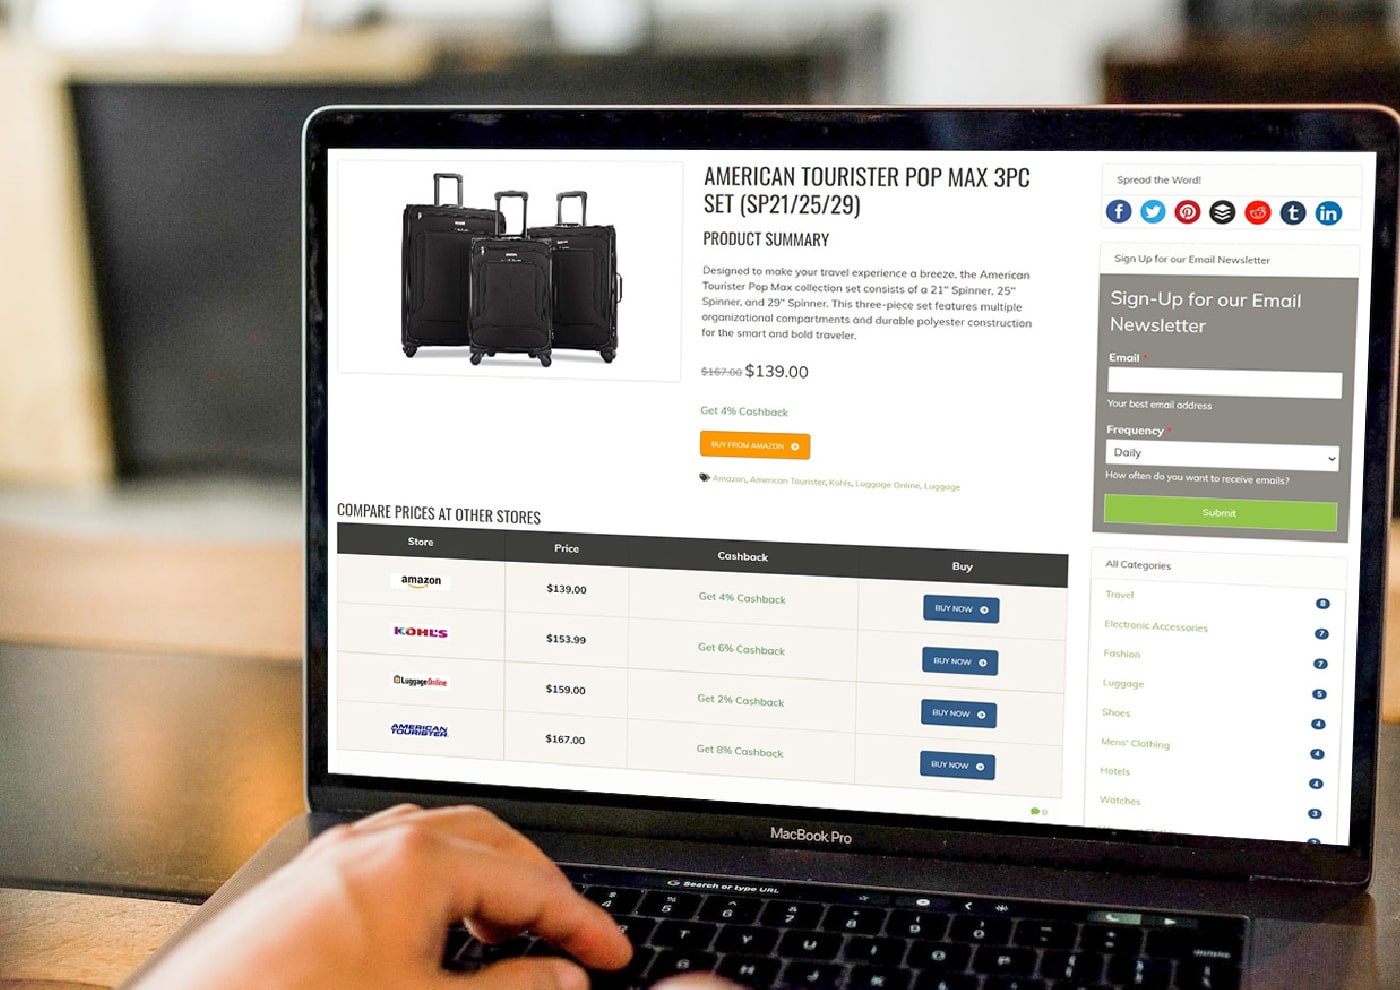 AMERICAN TOURISTER POP MAX 3PC
SET (SP21/25/29)
PRODUCT SUMMARY
Designed to make your travel experience a breeze, the American
Tourister Pop Max collection set consists of a 21" Spinner, 25"
Spinner, and 29" Spinner. This three-piece set features multiple
organizational compartments and durable polyester construction
for the smart and bold traveler.
$167.00 $139.00
Get 4% Cashback
BUY FROM AMAZON
Amazon, American Tourister, Kohls, Luggage Online, Luggage
COMPARE PRICES AT OTHER STORES
Store Price Cashback Buy
amazon $139.00 Get 4% Cashback BUY NOW
KOHL'S $153.99 Get 6% Cashback BUY NOW
LuggageOnline $159.00 Get 2% Cashback BUY NOW
AMERICAN TOURISTER $167.00 Get 8% Cashback BUY NOW
0
Spread the Word!
Sign Up for our Email Newsletter
Sign-Up for our Email
Newsletter
Email *
Your best email address
Frequency *
Daily
How often do you want to receive emails?
Submit
All Categories
Travel 8
Electronic Accessories 7
Fashion 7
Luggage 5
Shoes 4
Mens' Clothing 4
Hotels 4
Watches 3
MacBook Pro
Search or type URL